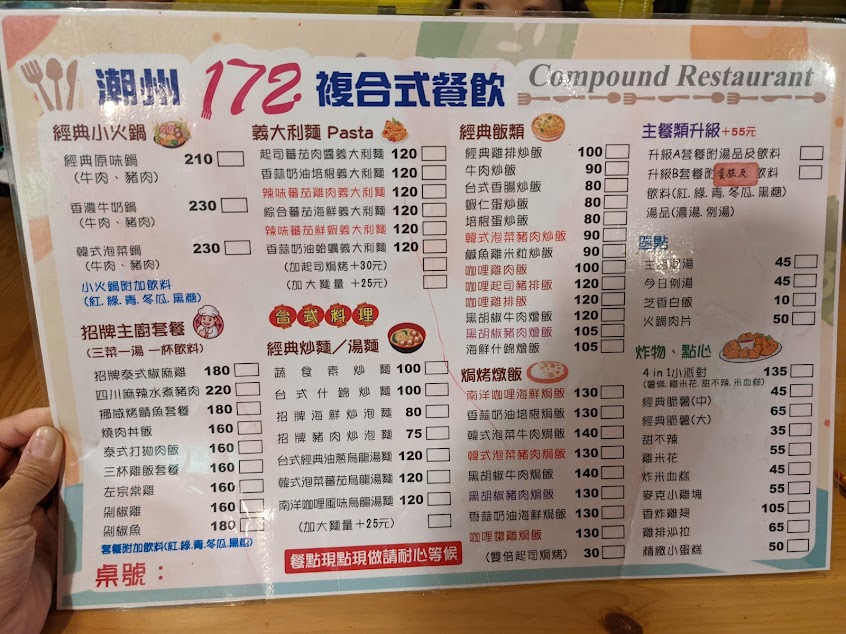 潮州 172 複合式餐飲 Compound Restaurant
經典小火鍋
經典原味鍋 210
(牛肉、豬肉)
香濃牛奶鍋 230
(牛肉、豬肉)
韓式泡菜鍋 230
(牛肉、豬肉)
小火鍋附加飲料
(紅.綠.青.冬瓜.黑糖)
招牌主廚套餐
(三菜一湯 一杯飲料)
招牌泰式椒麻雞 180
四川麻辣水煮豬肉 220
挪威烤鯖魚套餐 180
燒肉丼飯 160
泰式打拋肉飯 160
三杯雞飯套餐 160
左宗棠雞 160
剁椒雞 160
剁椒魚 180
套餐附加飲料(紅.綠.青.冬瓜.黑糖)
桌號：
義大利麵 Pasta
起司蕃茄肉醬義大利麵 120
香蒜奶油培根義大利麵 120
辣味蕃茄雞肉義大利麵 120
綜合蕃茄海鮮義大利麵 120
辣味蕃茄鮮蝦義大利麵 120
香蒜奶油蛤蠣義大利麵 120
(加起司焗烤+30元)
(加大麵量 +25元)
台式料理
經典炒麵／湯麵
蔬食素炒麵 100
台式什錦炒麵 100
招牌海鮮炒泡麵 80
招牌豬肉炒泡麵 75
台式經典油蔥烏龍湯麵 120
韓式泡菜蕃茄烏龍湯麵 120
南洋咖哩風味烏龍湯麵 120
(加大麵量+25元)
餐點現點現做請耐心等候
經典飯類
經典雞排炒飯 100
牛肉炒飯 90
台式香腸炒飯 80
蝦仁蛋炒飯 80
培根蛋炒飯 80
韓式泡菜豬肉炒飯 90
鹹魚雞米粒炒飯 90
咖哩雞肉飯 100
咖哩起司豬排飯 120
咖哩雞排飯 120
黑胡椒牛肉燴飯 120
黑胡椒豬肉燴飯 105
海鮮什錦燴飯 105
焗烤燉飯
南洋咖哩海鮮焗飯 130
香蒜奶油培根焗飯 130
韓式泡菜牛肉焗飯 140
韓式泡菜豬肉焗飯 130
黑胡椒牛肉焗飯 140
黑胡椒豬肉焗飯 130
香蒜奶油海鮮焗飯 130
咖哩嫩雞焗飯 130
(雙倍起司焗烤) 30
主餐類升級+55元
升級A套餐附湯品及飲料
升級B套餐附 飲料
飲料(紅.綠.青.冬瓜.黑糖)
湯品(濃湯.例湯)
單點
湯 45
今日例湯 45
芝香白飯 10
火鍋肉片 50
炸物、點心
4 in 1小派對 135
(薯條.雞米花.甜不辣.米血糕)
經典脆薯(中) 45
經典脆薯(大) 65
甜不辣 35
雞米花 55
炸米血糕 45
麥克小雞塊 55
香炸雞翅 105
雞排沙拉 65
精緻小蛋糕 50